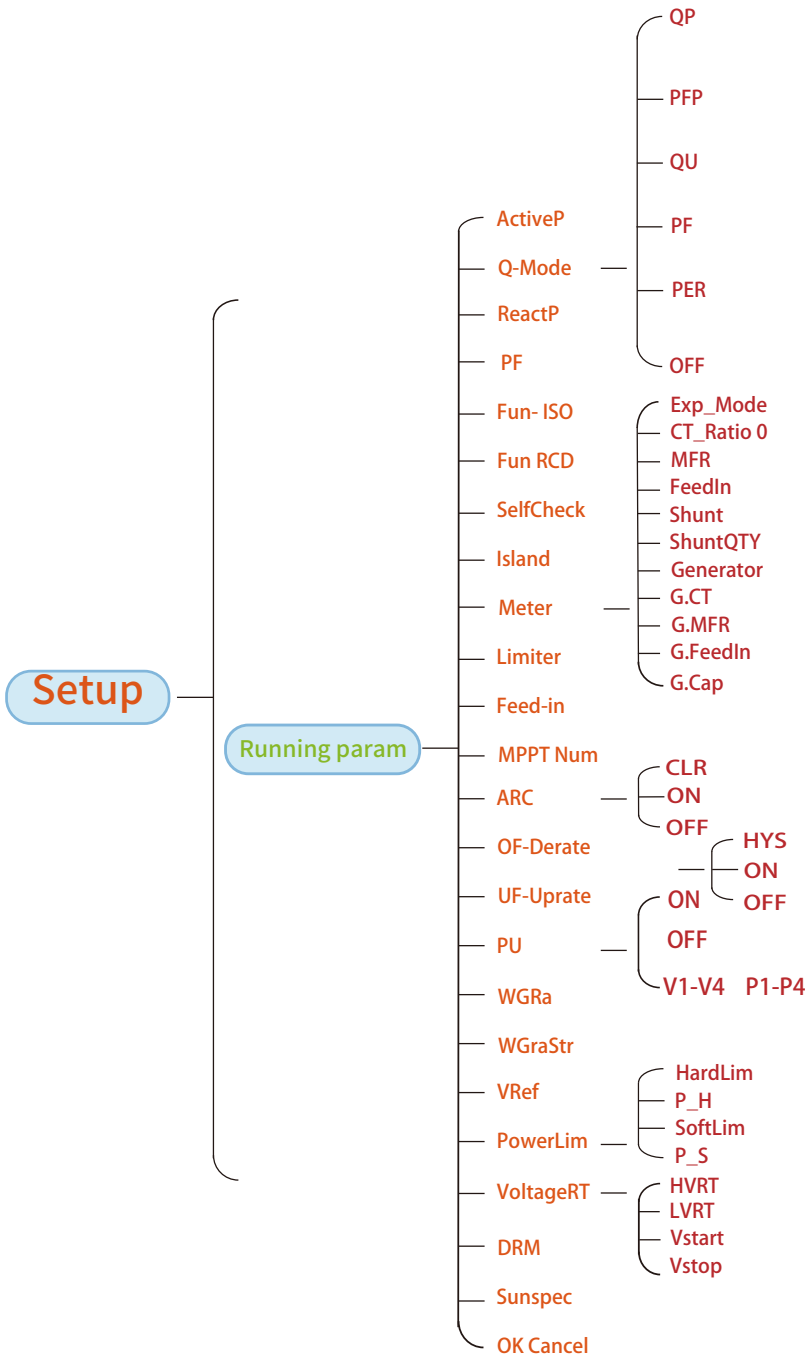 Setup
Running param
ActiveP
Q-Mode
QP
PFP
QU
PF
PER
OFF
ReactP
PF
Fun- ISO
Fun RCD
SelfCheck
Island
Meter
Exp_Mode
CT_Ratio 0
MFR
FeedIn
Shunt
ShuntQTY
Generator
G.CT
G.MFR
G.FeedIn
G.Cap
Limiter
Feed-in
MPPT Num
ARC
CLR
ON
OFF
OF-Derate
UF-Uprate
PU
ON
HYS
ON
OFF
OFF
V1-V4 P1-P4
WGRa
WGraStr
VRef
PowerLim
HardLim
P_H
SoftLim
P_S
VoltageRT
HVRT
LVRT
Vstart
Vstop
DRM
Sunspec
OK Cancel